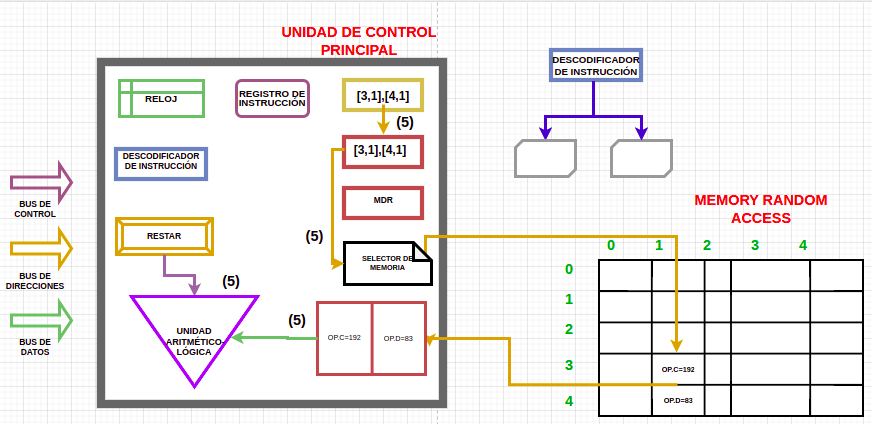 UNIDAD DE CONTROL
PRINCIPAL
DESCODIFICADOR
DE INSTRUCCIÓN
RELOJ
REGISTRO DE
INSTRUCCIÓN
[3,1],[4,1]
(5)
[3,1],[4,1]
DESCODIFICADOR
DE INSTRUCCIÓN
MDR
BUS DE
CONTROL
MEMORY RANDOM
ACCESS
RESTAR
(5)
0 1 2 3 4
SELECTOR DE
MEMORIA
0
BUS DE
DIRECCIONES
(5)
1
(5)
2
UNIDAD
ARITMÉTICO-
LÓGICA
OP.C=192
OP.D=83
BUS DE
DATOS
3
OP.C=192
4
OP.D=83